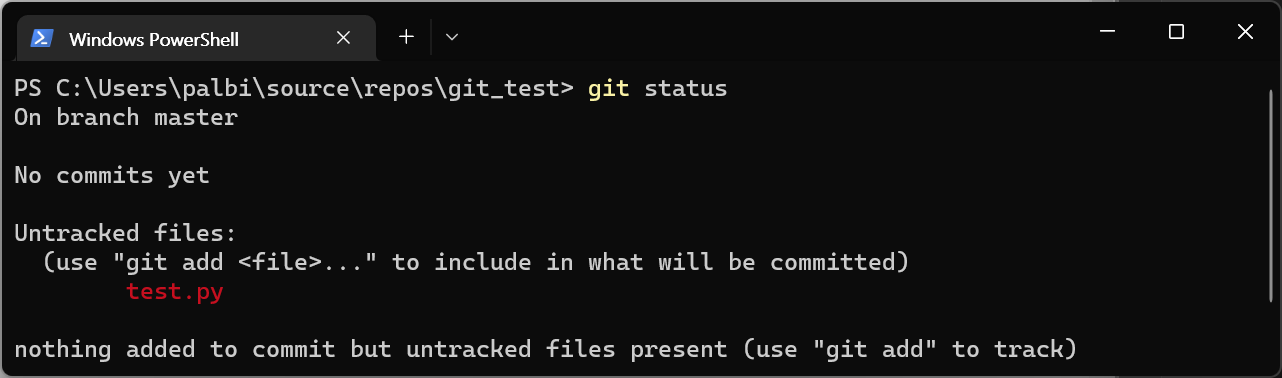 Windows PowerShell
PS C:\Users\palbi\source\repos\git_test> git status
On branch master
No commits yet
Untracked files:
  (use "git add <file>..." to include in what will be committed)
        test.py
nothing added to commit but untracked files present (use "git add" to track)